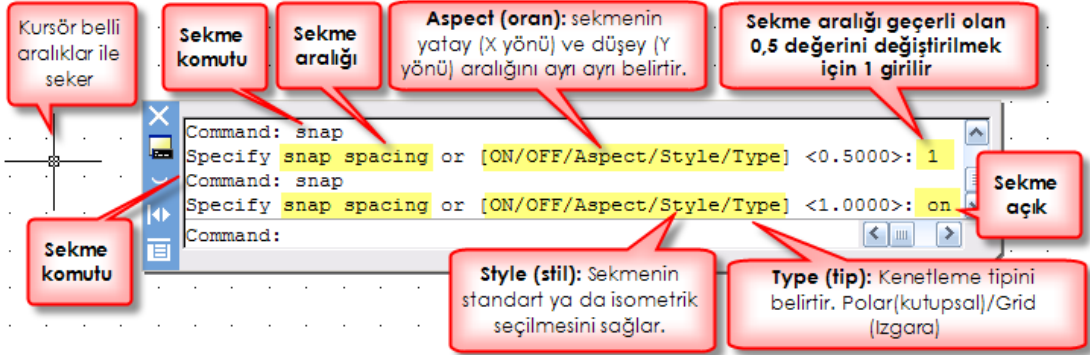 Kursör belli
aralıklar ile
seker
Sekme
komutu
Sekme
aralığı
Aspect (oran): sekmenin
yatay (X yönü) ve düşey (Y
yönü) aralığını ayrı ayrı belirtir.
Sekme aralığı geçerli olan
0,5 değerini değiştirilmek
için 1 girilir
Command: snap
Specify snap spacing or [ON/OFF/Aspect/Style/Type] <0.5000>: 1
Command: snap
Specify snap spacing or [ON/OFF/Aspect/Style/Type] <1.0000>: on
Command:
Sekme
açık
Sekme
komutu
Style (stil): Sekmenin
standart ya da isometrik
seçilmesini sağlar.
Type (tip): Kenetleme tipini
belirtir. Polar(kutupsal)/Grid
(Izgara)